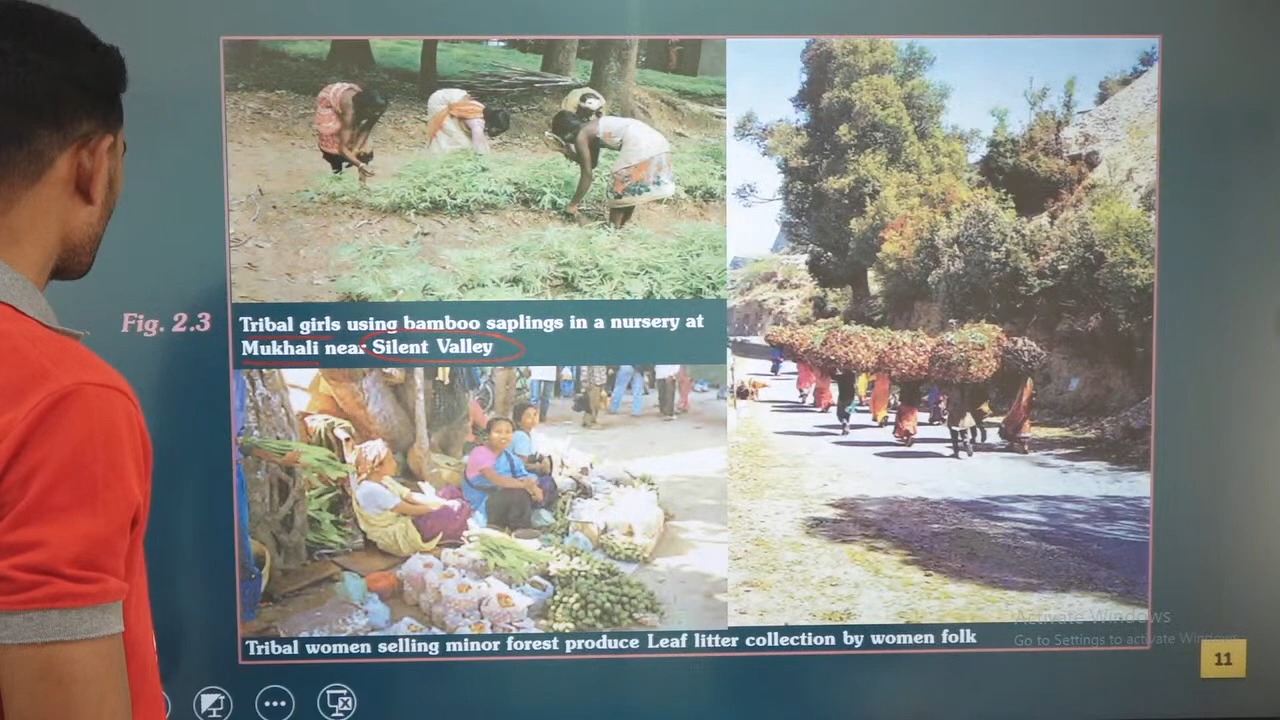 Fig. 2.3
Tribal girls using bamboo saplings in a nursery at
Mukhali near Silent Valley
Tribal women selling minor forest produce Leaf litter collection by women folk
Activate Windows
Go to Settings to activate Windows.
11